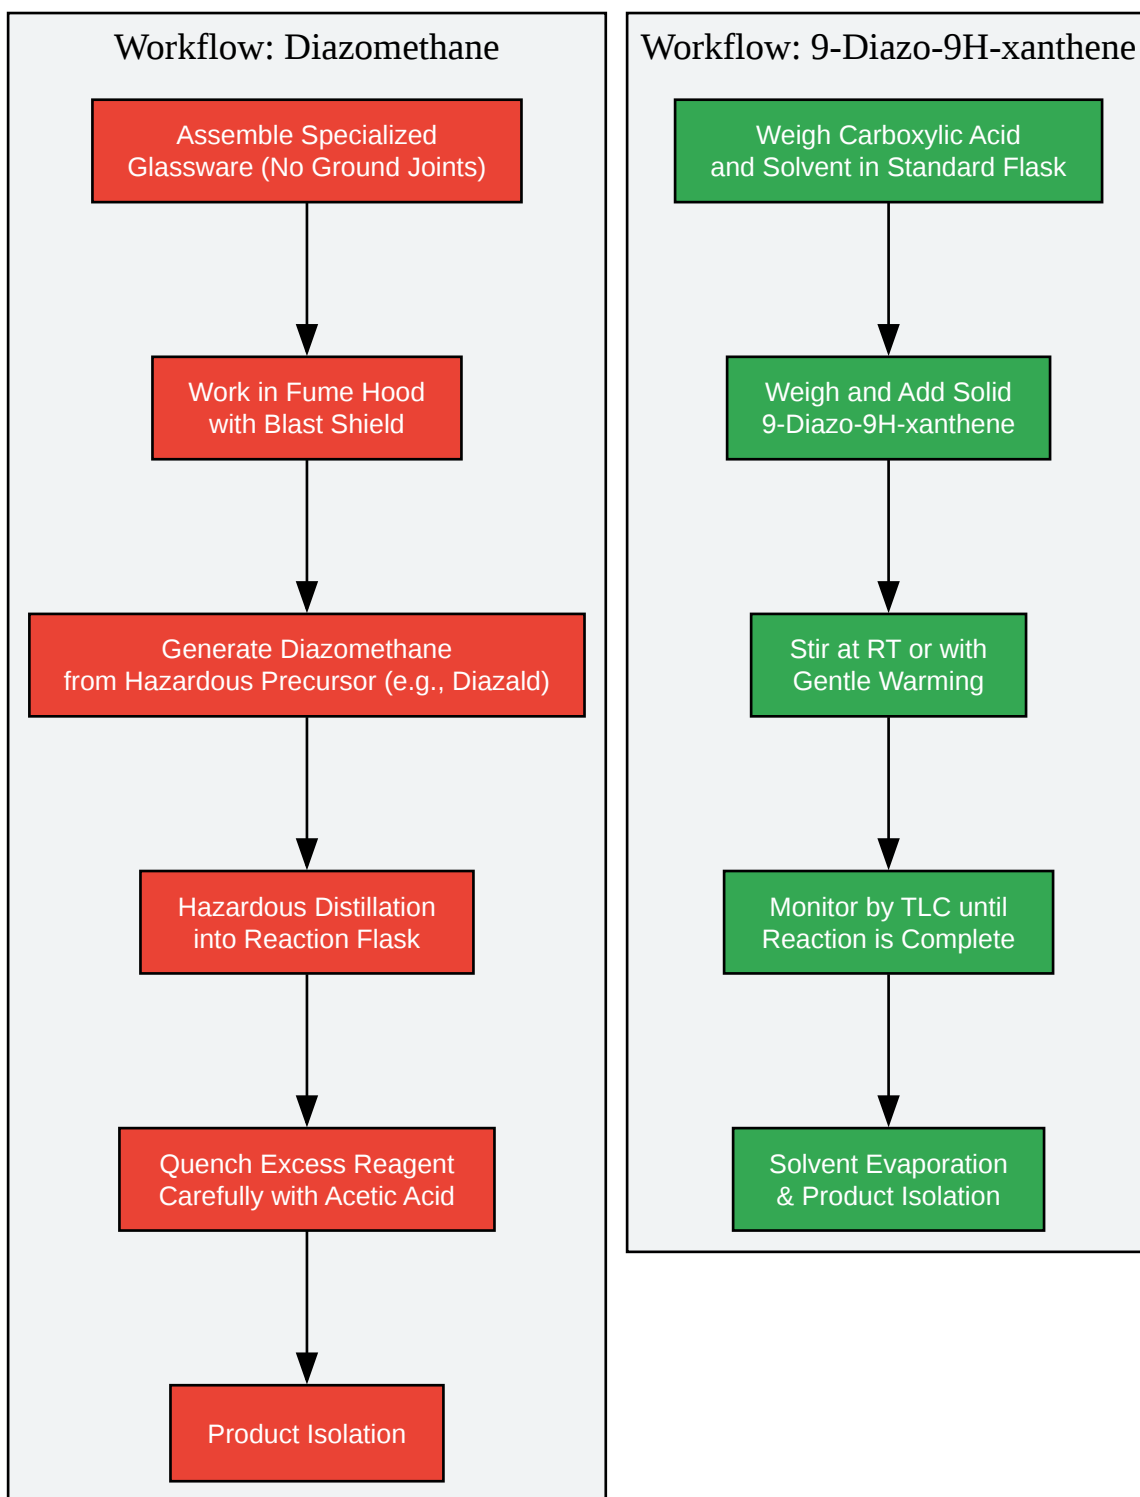 Workflow: Diazomethane
Assemble Specialized
Glassware (No Ground Joints)
Work in Fume Hood
with Blast Shield
Generate Diazomethane
from Hazardous Precursor (e.g., Diazald)
Hazardous Distillation
into Reaction Flask
Quench Excess Reagent
Carefully with Acetic Acid
Product Isolation
Workflow: 9-Diazo-9H-xanthene
Weigh Carboxylic Acid
and Solvent in Standard Flask
Weigh and Add Solid
9-Diazo-9H-xanthene
Stir at RT or with
Gentle Warming
Monitor by TLC until
Reaction is Complete
Solvent Evaporation
& Product Isolation